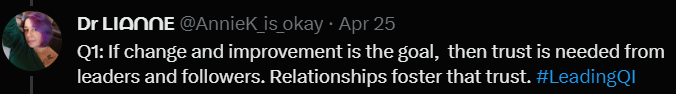 Dr LIANNE @AnnieK_is_okay · Apr 25
Q1: If change and improvement is the goal,  then trust is needed from
leaders and followers. Relationships foster that trust. #LeadingQI